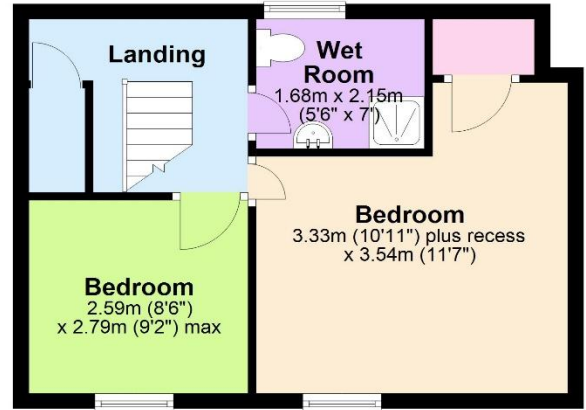 Landing
Wet
Room
1.68m x 2.15m
(5'6" x 7')
Bedroom
3.33m (10'11") plus recess
x 3.54m (11'7")
Bedroom
2.59m (8'6")
x 2.79m (9'2") max